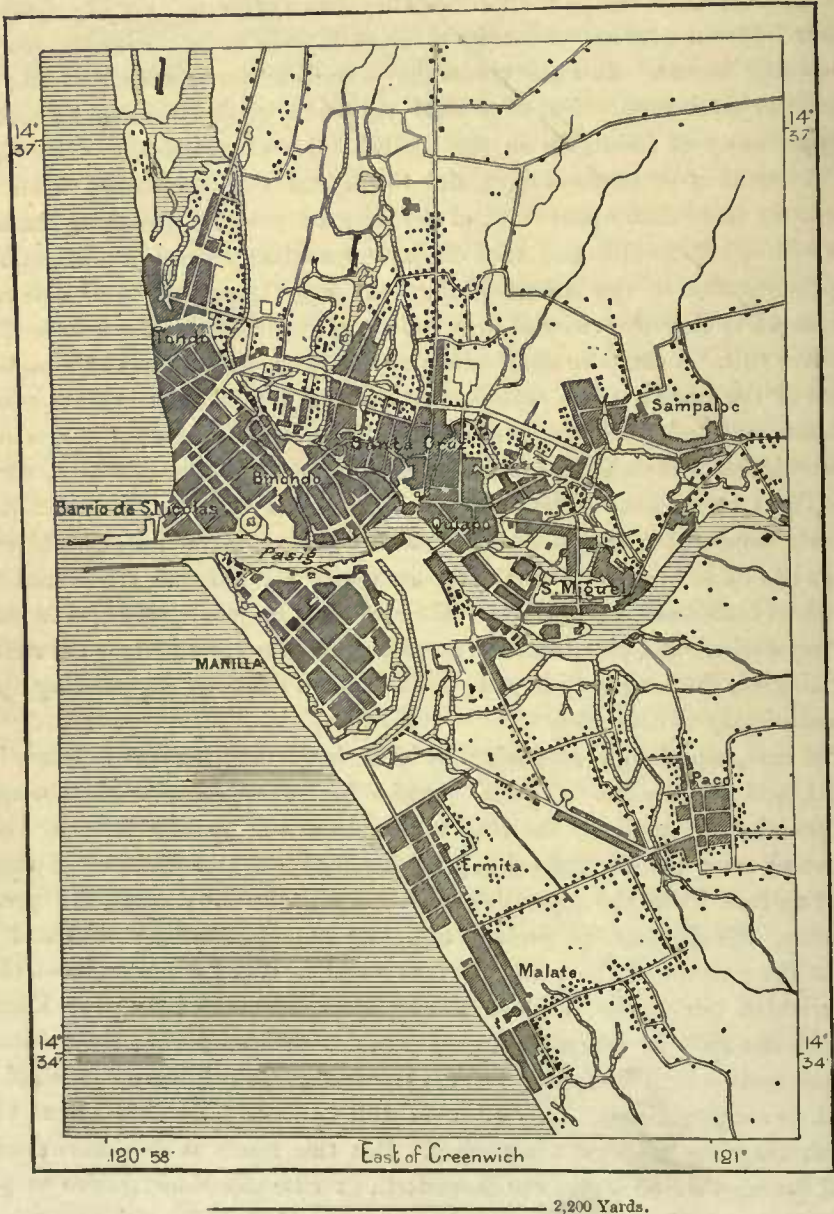 14° 37'
14° 37'
Tondo
Sampaloc
Santa Cruz
Binondo
Barrio de S. Nicolas
Quiapo
Pasig
S. Miguel
MANILLA
Paco
Ermita.
Malate
14° 34'
14° 34'
120° 58'
East of Greenwich
121°
2,200 Yards.